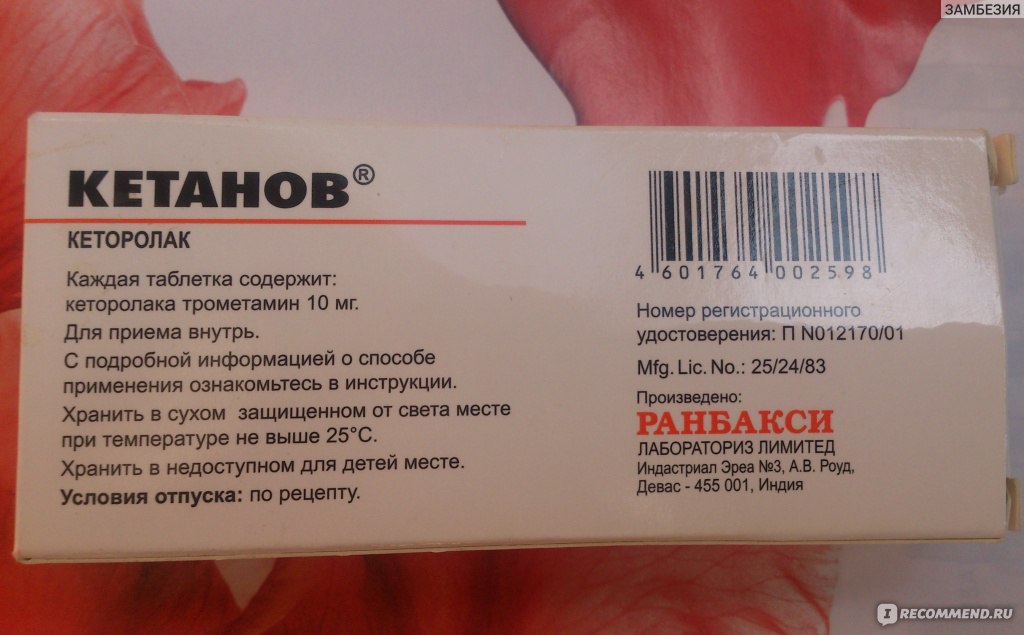 ЗАМБЕЗИЯ
КЕТАНОВ®
КЕТОРОЛАК
Каждая таблетка содержит:
кеторолака трометамин 10 мг.
Для приема внутрь.
С подробной информацией о способе
применения ознакомьтесь в инструкции.
Хранить в сухом защищенном от света месте
при температуре не выше 25°C.
Хранить в недоступном для детей месте.
Условия отпуска: по рецепту.
4 601764 002598
Номер регистрационного
удостоверения: П N012170/01
Mfg. Lic. No.: 25/24/83
Произведено:
РАНБАКСИ
ЛАБОРАТОРИЗ ЛИМИТЕД
Индастриал Эреа №3, А.В. Роуд,
Девас - 455 001, Индия
IRECOMMEND.RU